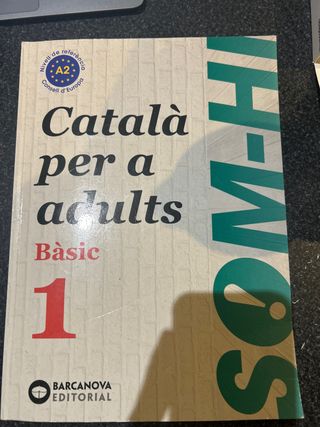 Nivell de referència
A2
Consell d'Europa
Català
per a
adults
Bàsic
1
SOM-HI
BARCANOVA
EDITORIAL